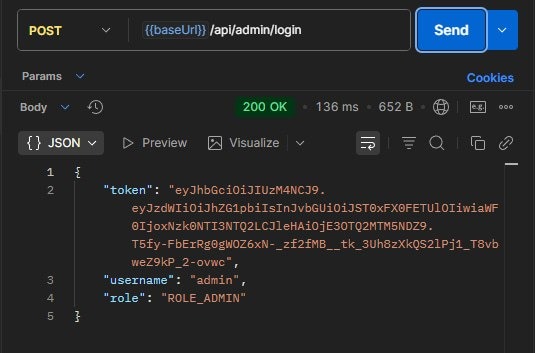 POST {{baseUrl}} /api/admin/login Send
Params Cookies
Body 200 OK • 136 ms • 652 B e.g.
{} JSON Preview Visualize
1 {
2 "token": "eyJhbGciOiJIUzM4NCJ9.
eyJzdWIiOiJhZG1pbiIsInJvbGUiOiJST0xFX0FETUlOIiwiaWF
0IjoxNzk0NTI3NTQ2LCJleHAiOjE3OTQ2MTM5NDZ9.
T5fy-FbErRg0gWOZ6xN-_zf2fMB__tk_3Uh8zXkQS2lPj1_T8vb
weZ9kP_2-ovwc",
3 "username": "admin",
4 "role": "ROLE_ADMIN"
5 }